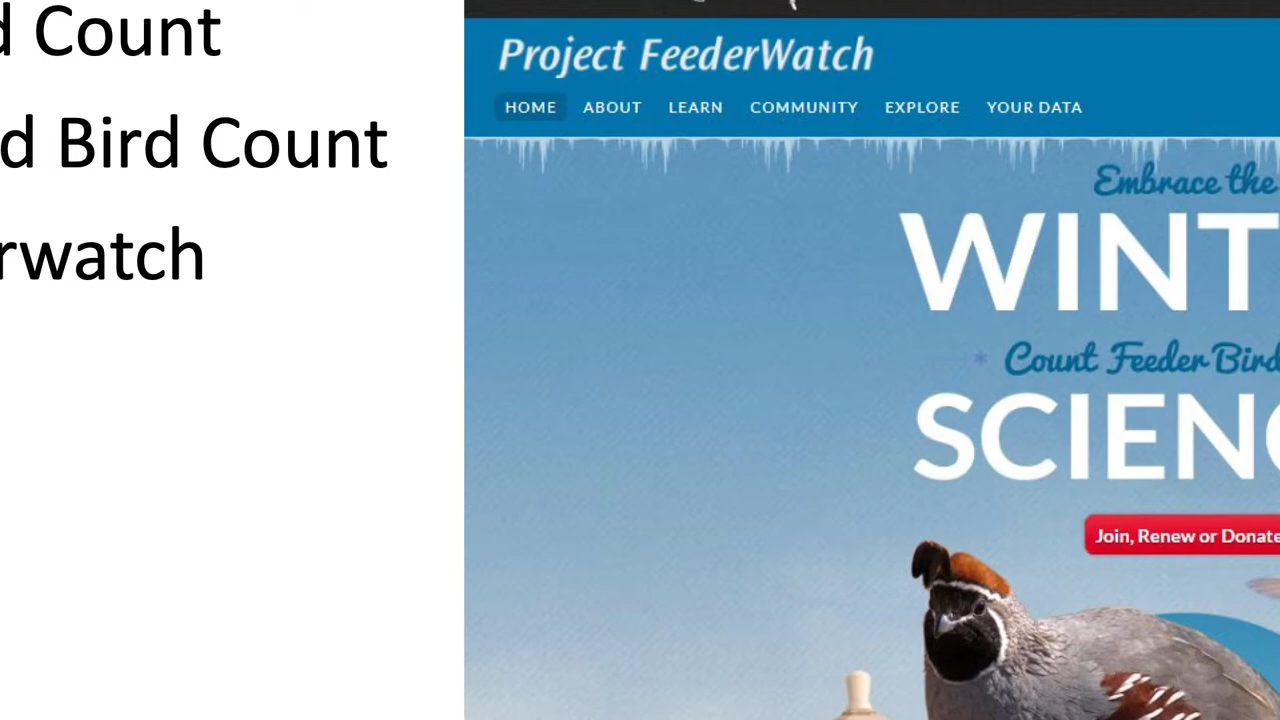 d Count
d Bird Count
rwatch
Project FeederWatch
HOME ABOUT LEARN COMMUNITY EXPLORE YOUR DATA
Embrace the
WINT
Count Feeder Bird
SCIENC
Join, Renew or Donate